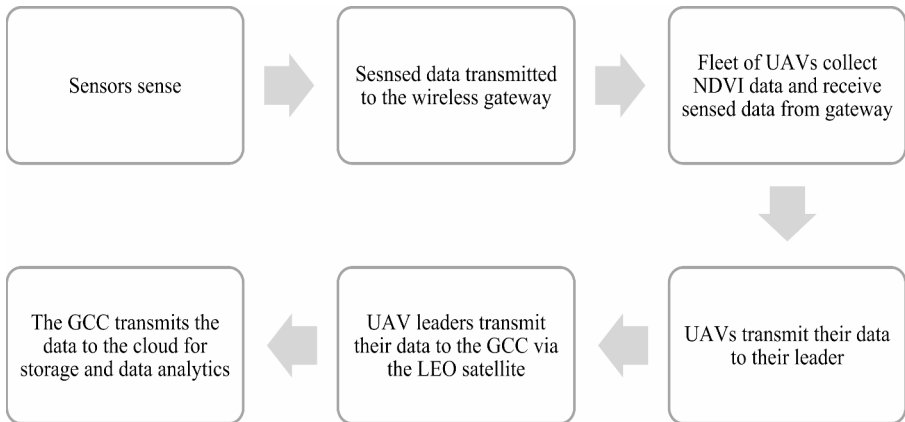 Sensors sense
Sesnsed data transmitted
to the wireless gateway
Fleet of UAVs collect
NDVI data and receive
sensed data from gateway
UAVs transmit their data
to their leader
UAV leaders transmit
their data to the GCC via
the LEO satellite
The GCC transmits the
data to the cloud for
storage and data analytics